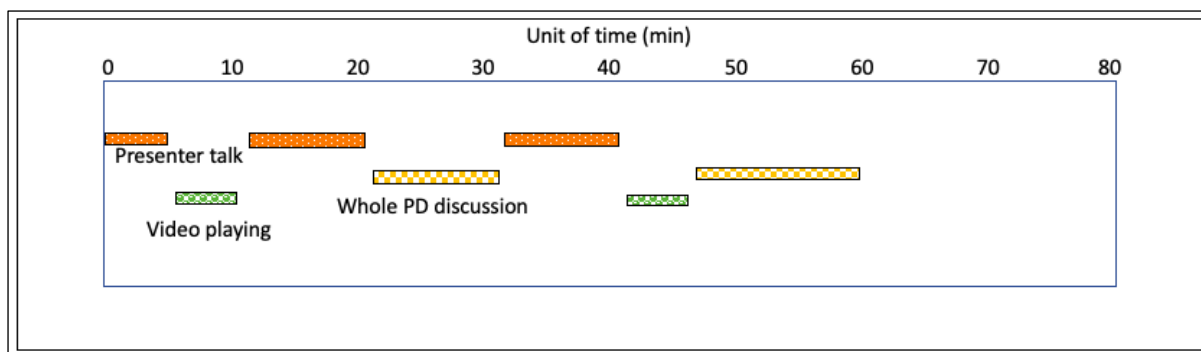 Unit of time (min)
0 10 20 30 40 50 60 70 80
Presenter talk
Whole PD discussion
Video playing